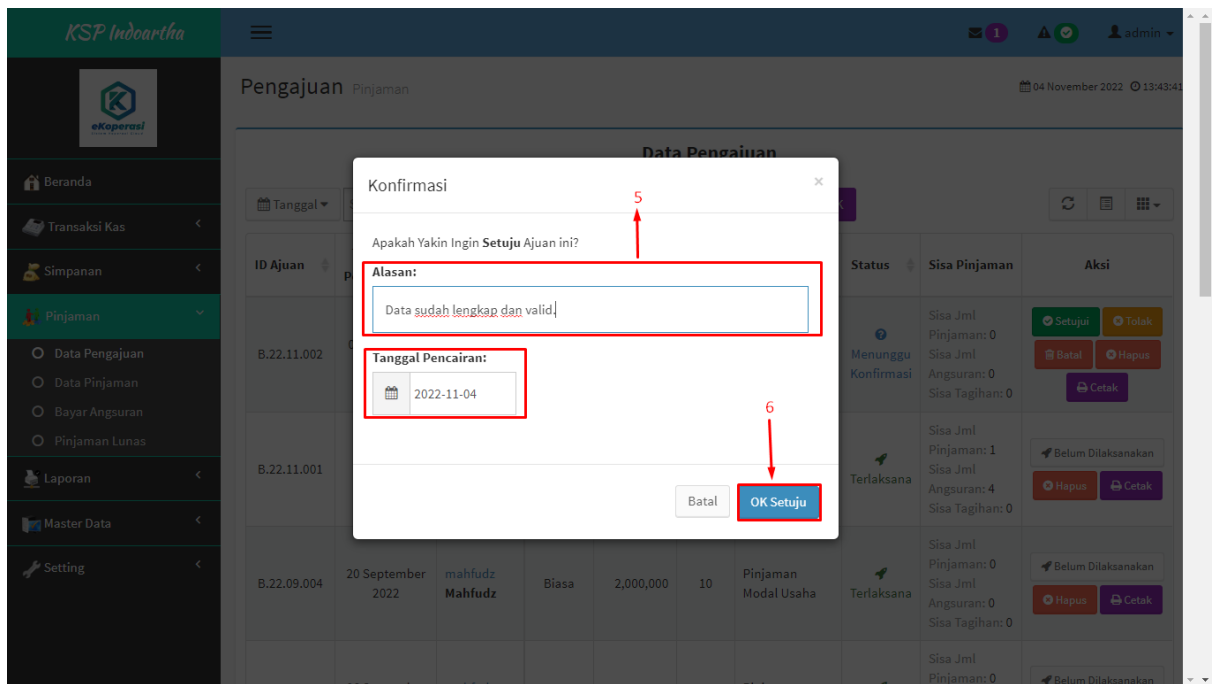 KSP Indoartha
1
admin
eKoperasi
Pengajuan Pinjaman
04 November 2022 13:43:41
Beranda
Transaksi Kas
Simpanan
Pinjaman
Data Pengajuan
Data Pinjaman
Bayar Angsuran
Pinjaman Lunas
Laporan
Master Data
Setting
Data Pengajuan
Tanggal
Konfirmasi
×
5
Apakah Yakin Ingin Setuju Ajuan ini?
Alasan:
Data sudah lengkap dan valid.
Tanggal Pencairan:
2022-11-04
6
Batal
OK Setuju
ID Ajuan
Status
Sisa Pinjaman
Aksi
B.22.11.002
Menunggu
Konfirmasi
Sisa Jml
Pinjaman: 0
Sisa Jml
Angsuran: 0
Sisa Tagihan: 0
Setujui
Tolak
Batal
Hapus
Cetak
B.22.11.001
Terlaksana
Sisa Jml
Pinjaman: 1
Sisa Jml
Angsuran: 4
Sisa Tagihan: 0
Belum Dilaksanakan
Hapus
Cetak
B.22.09.004
20 September
2022
mahfudz
Mahfudz
Biasa
2,000,000
10
Pinjaman
Modal Usaha
Terlaksana
Sisa Jml
Pinjaman: 0
Sisa Jml
Angsuran: 0
Sisa Tagihan: 0
Belum Dilaksanakan
Hapus
Cetak
Sisa Jml
Pinjaman: 0
Belum Dilaksanakan